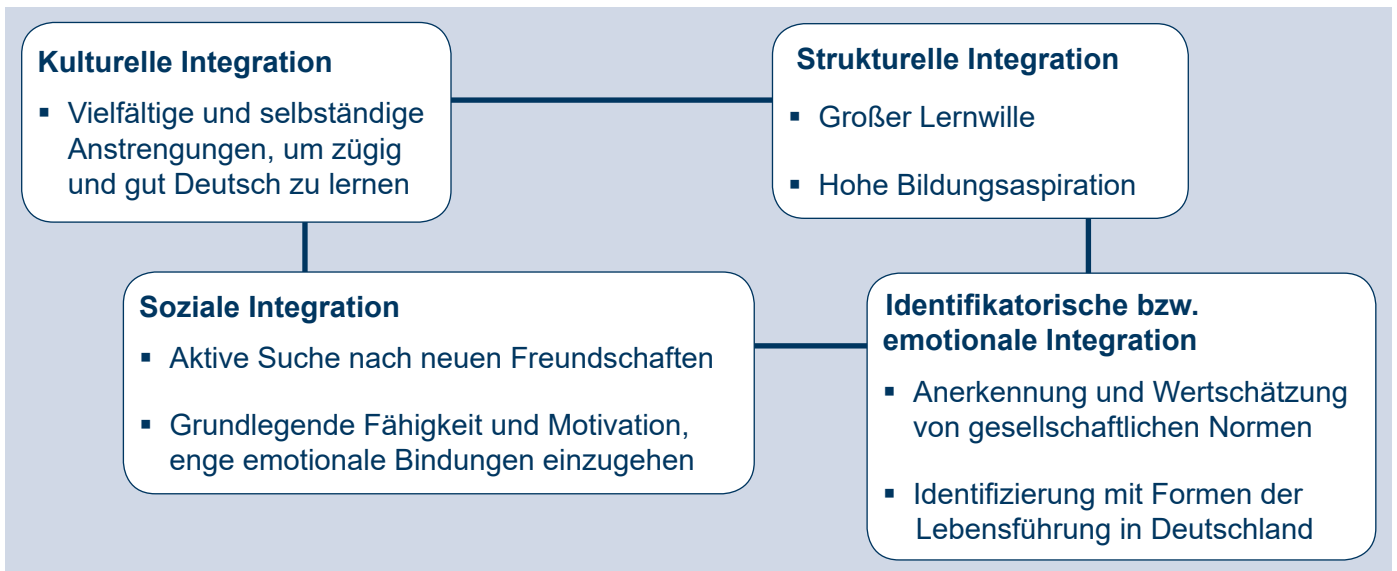 Kulturelle Integration
▪ Vielfältige und selbständige
Anstrengungen, um zügig
und gut Deutsch zu lernen
Strukturelle Integration
▪ Großer Lernwille
▪ Hohe Bildungsaspiration
Soziale Integration
▪ Aktive Suche nach neuen Freundschaften
▪ Grundlegende Fähigkeit und Motivation,
enge emotionale Bindungen einzugehen
Identifikatorische bzw.
emotionale Integration
▪ Anerkennung und Wertschätzung
von gesellschaftlichen Normen
▪ Identifizierung mit Formen der
Lebensführung in Deutschland